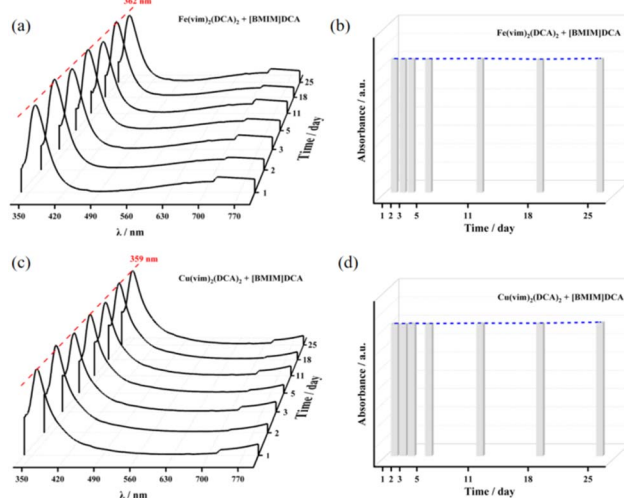 (a)
362 nm
Fe(vim)₂(DCA)₂ + [BMIM]DCA
25
18
11
5
3
2
1
Time / day
350 420 490 560 630 700 770
λ / nm
(b)
Fe(vim)₂(DCA)₂ + [BMIM]DCA
Absorbance / a.u.
1 2 3 5 11 18 25
Time / day
(c)
359 nm
Cu(vim)₂(DCA)₂ + [BMIM]DCA
25
18
11
5
3
2
1
Time / day
350 420 490 560 630 700 770
λ / nm
(d)
Cu(vim)₂(DCA)₂ + [BMIM]DCA
Absorbance / a.u.
1 2 3 5 11 18 25
Time / day